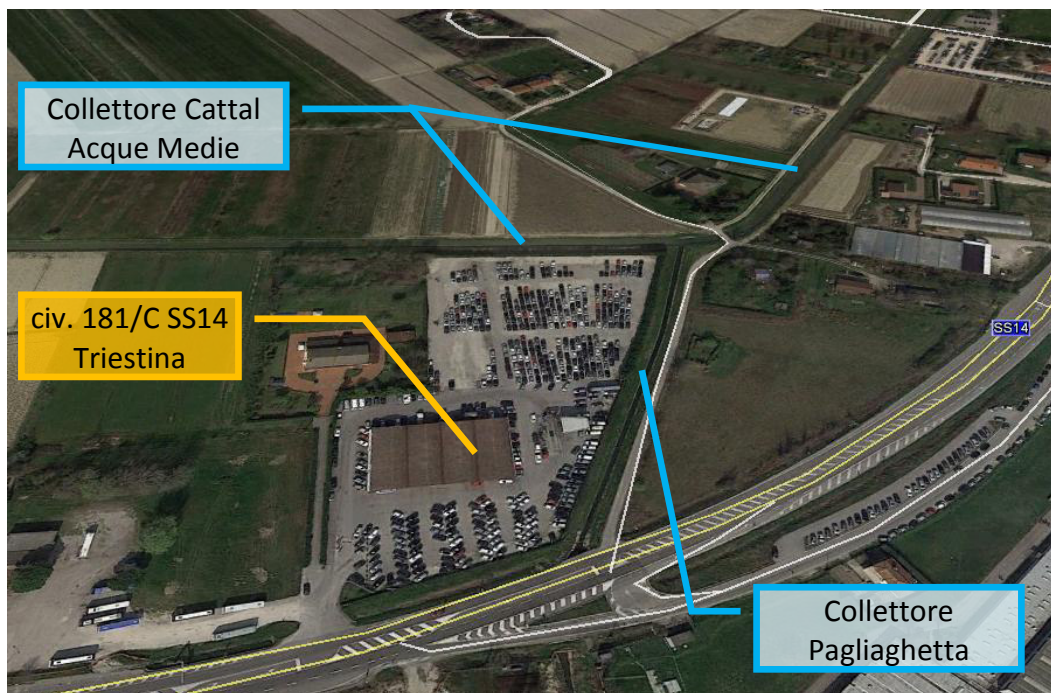 Collettore Cattal
Acque Medie
civ. 181/C SS14
Triestina
SS14
Collettore
Pagliaghetta